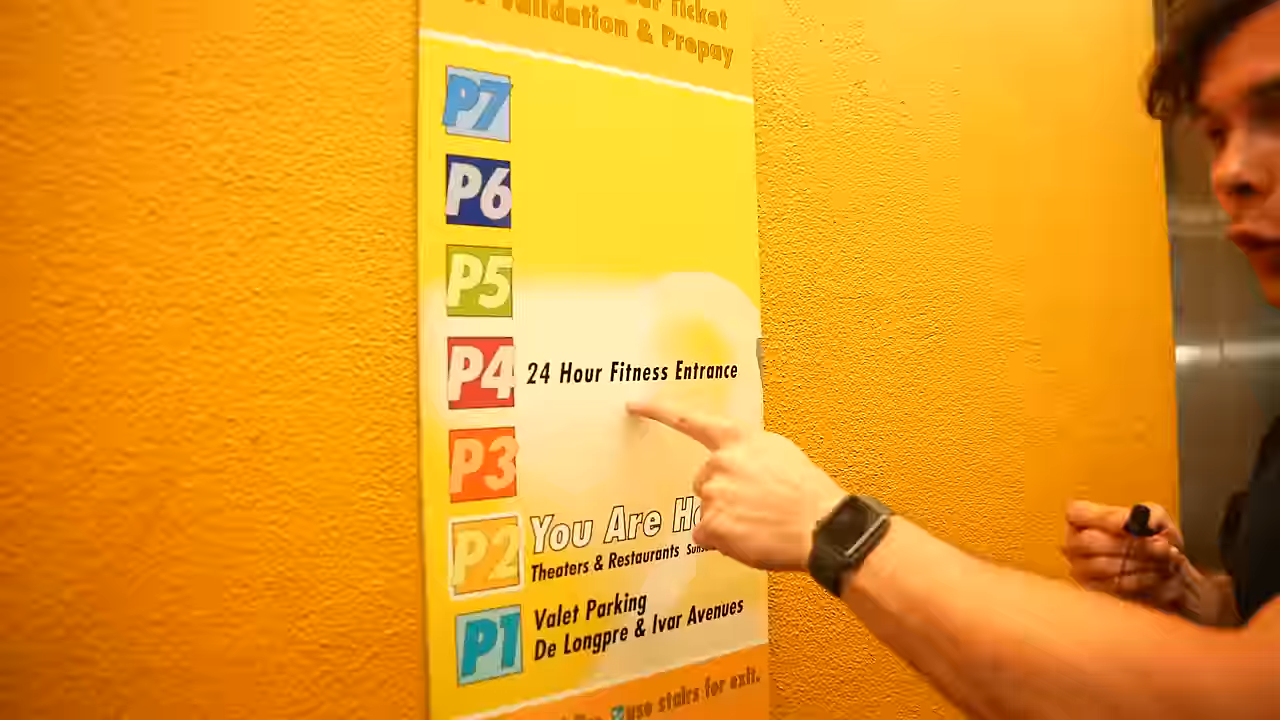 Ticket
Validation & Prepay
P7
P6
P5
P4 24 Hour Fitness Entrance
P3
P2 You Are
Theaters & Restaurants
P1 Valet Parking
De Longpre & Ivar Avenues
use stairs for exit.